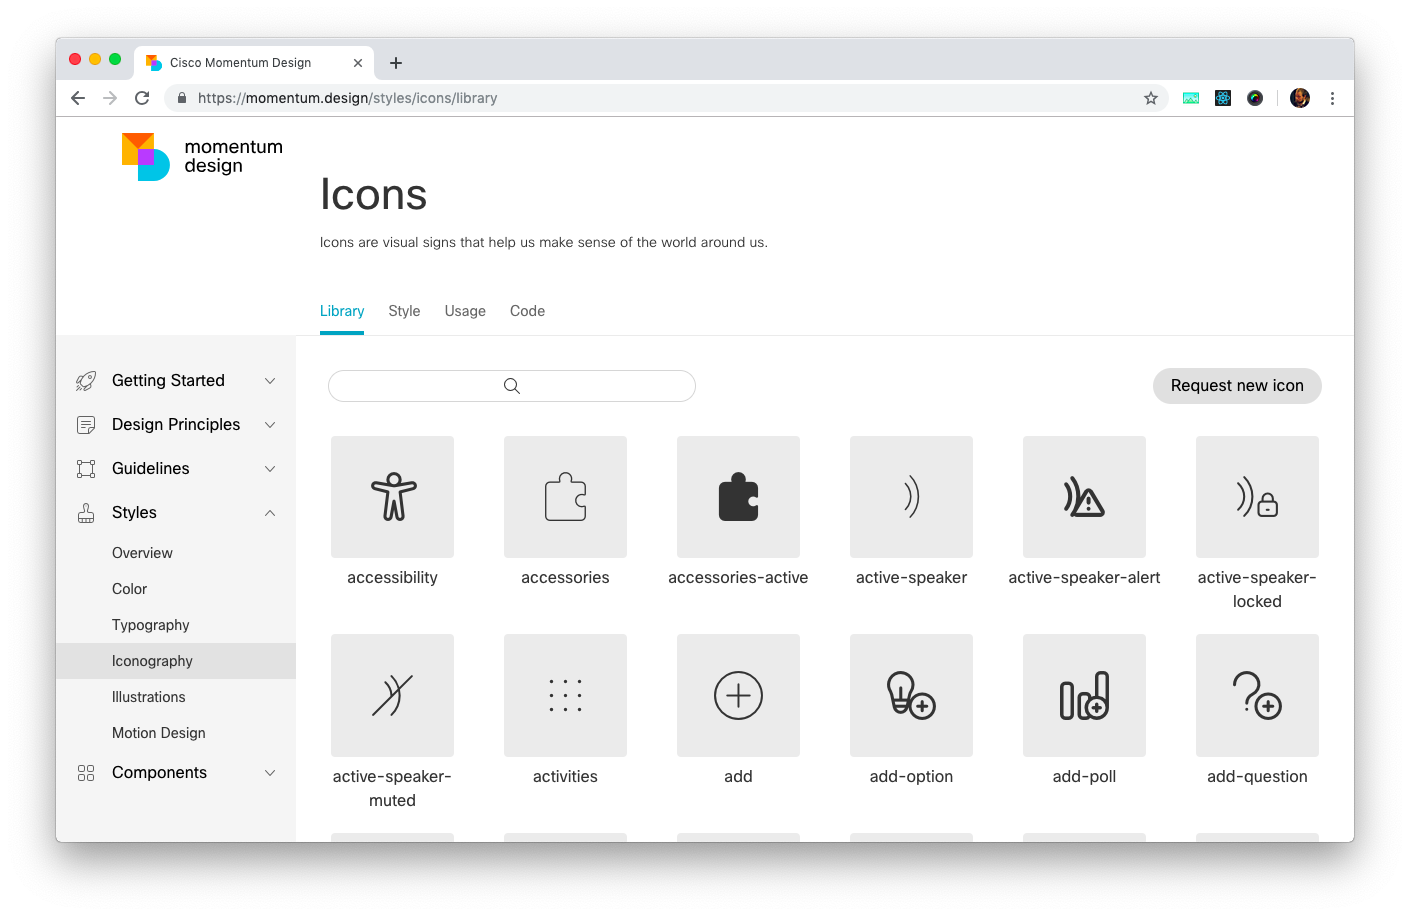 Cisco Momentum Design
https://momentum.design/styles/icons/library
momentum
design
Icons
Icons are visual signs that help us make sense of the world around us.
Library Style Usage Code
Getting Started
Design Principles
Guidelines
Styles
Overview
Color
Typography
Iconography
Illustrations
Motion Design
Components
Request new icon
accessibility accessories accessories-active active-speaker active-speaker-alert active-speaker-
locked
active-speaker- activities add add-option add-poll add-question
muted